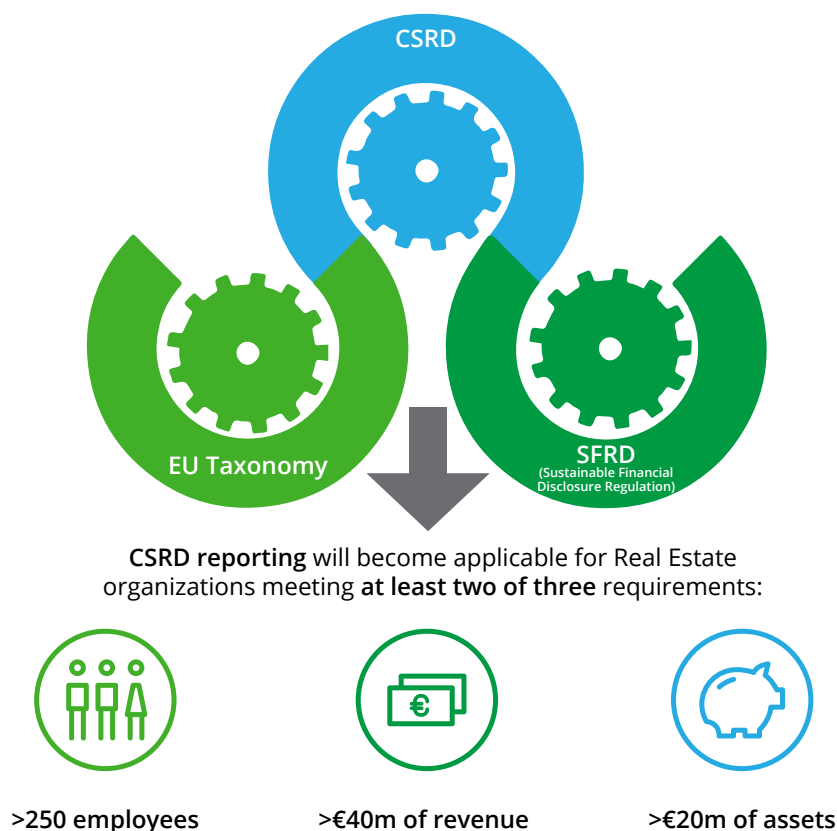 CSRD
EU Taxonomy
SFRD
(Sustainable Financial
Disclosure Regulation)
CSRD reporting will become applicable for Real Estate
organizations meeting at least two of three requirements:
€
>250 employees
>€40m of revenue
>€20m of assets